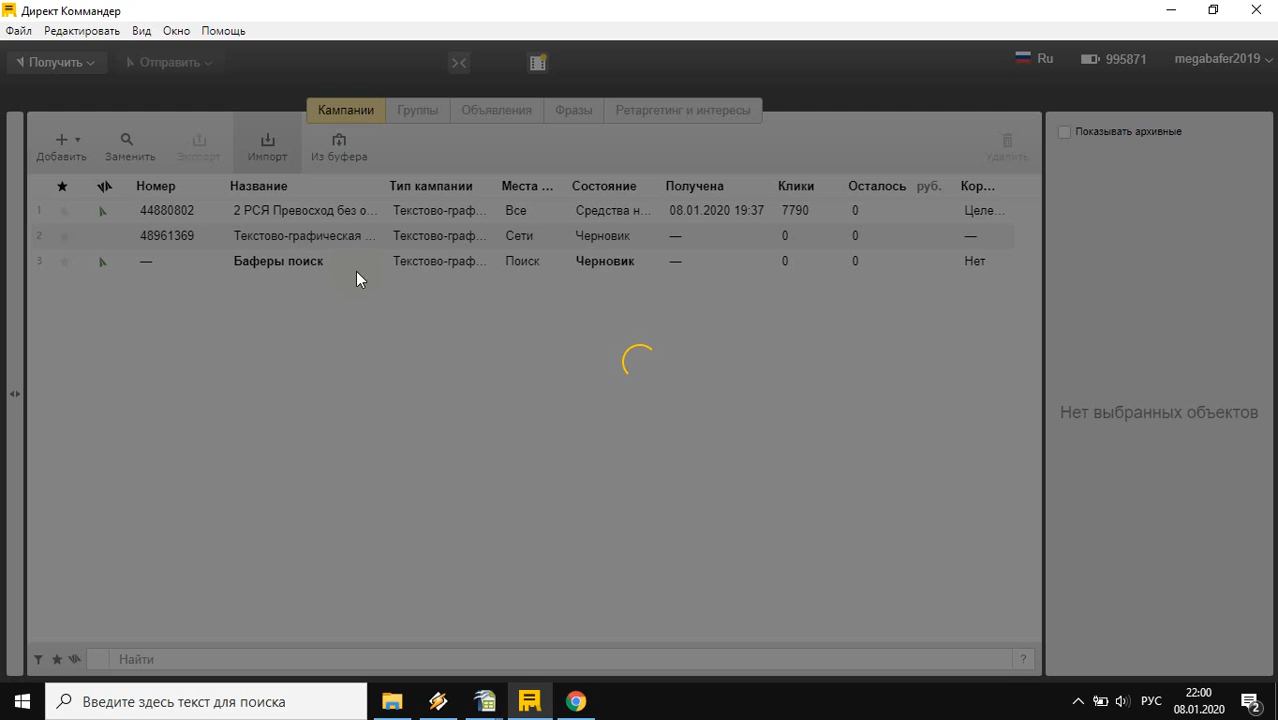 Директ Коммандер
Файл Редактировать Вид Окно Помощь
Получить Отправить Ru 995871 megabafer2019
Кампании Группы Объявления Фразы Ретаргетинг и интересы
Добавить Заменить Экспорт Импорт Из буфера Удалить
Показывать архивные
Номер Название Тип кампании Места ... Состояние Получена Клики Осталось руб. Кор...
1 44880802 2 РСЯ Превосход без о... Текстово-граф... Все Средства н... 08.01.2020 19:37 7790 0 Целе...
2 48961369 Текстово-графическая ... Текстово-граф... Сети Черновик — 0 0 —
3 — Баферы поиск Текстово-граф... Поиск Черновик — 0 0 Нет
Нет выбранных объектов
Найти ?
Введите здесь текст для поиска РУС 22:00
08.01.2020 2